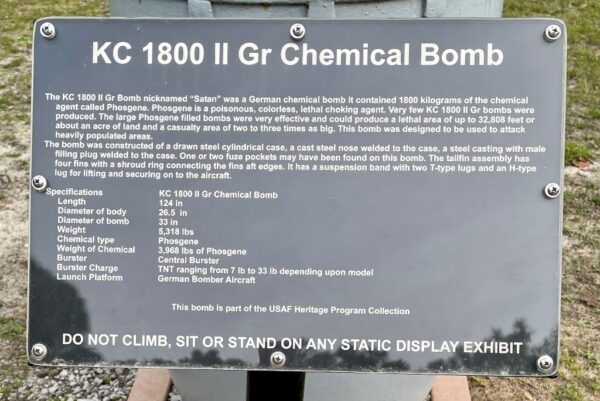 KC 1800 II Gr Chemical Bomb
The KC 1800 II Gr Bomb nicknamed “Satan” was a German chemical bomb it contained 1800 kilograms of the chemical
agent called Phosgene. Phosgene is a poisonous, colorless, lethal choking agent. Very few KC 1800 II Gr bombs were
produced. The large Phosgene filled bombs were very effective and could produce a lethal area of up to 32,808 feet or
about an acre of land and a casualty area of two to three times as big. This bomb was designed to be used to attack
heavily populated areas.
The bomb was constructed of a drawn steel cylindrical case, a cast steel nose welded to the case, a steel casting with male
filling plug welded to the case. One or two fuze pockets may have been found on this bomb. The tailfin assembly has
four fins with a shroud ring connecting the fins aft edges. It has a suspension band with two T-type lugs and an H-type
lug for lifting and securing on to the aircraft.
Specifications KC 1800 II Gr Chemical Bomb
Length 124 in
Diameter of body 26.5 in
Diameter of bomb 33 in
Weight 5,318 lbs
Chemical type Phosgene
Weight of Chemical 3,968 lbs of Phosgene
Burster Central Burster
Burster Charge TNT ranging from 7 lb to 33 lb depending upon model
Launch Platform German Bomber Aircraft
This bomb is part of the USAF Heritage Program Collection
DO NOT CLIMB, SIT OR STAND ON ANY STATIC DISPLAY EXHIBIT